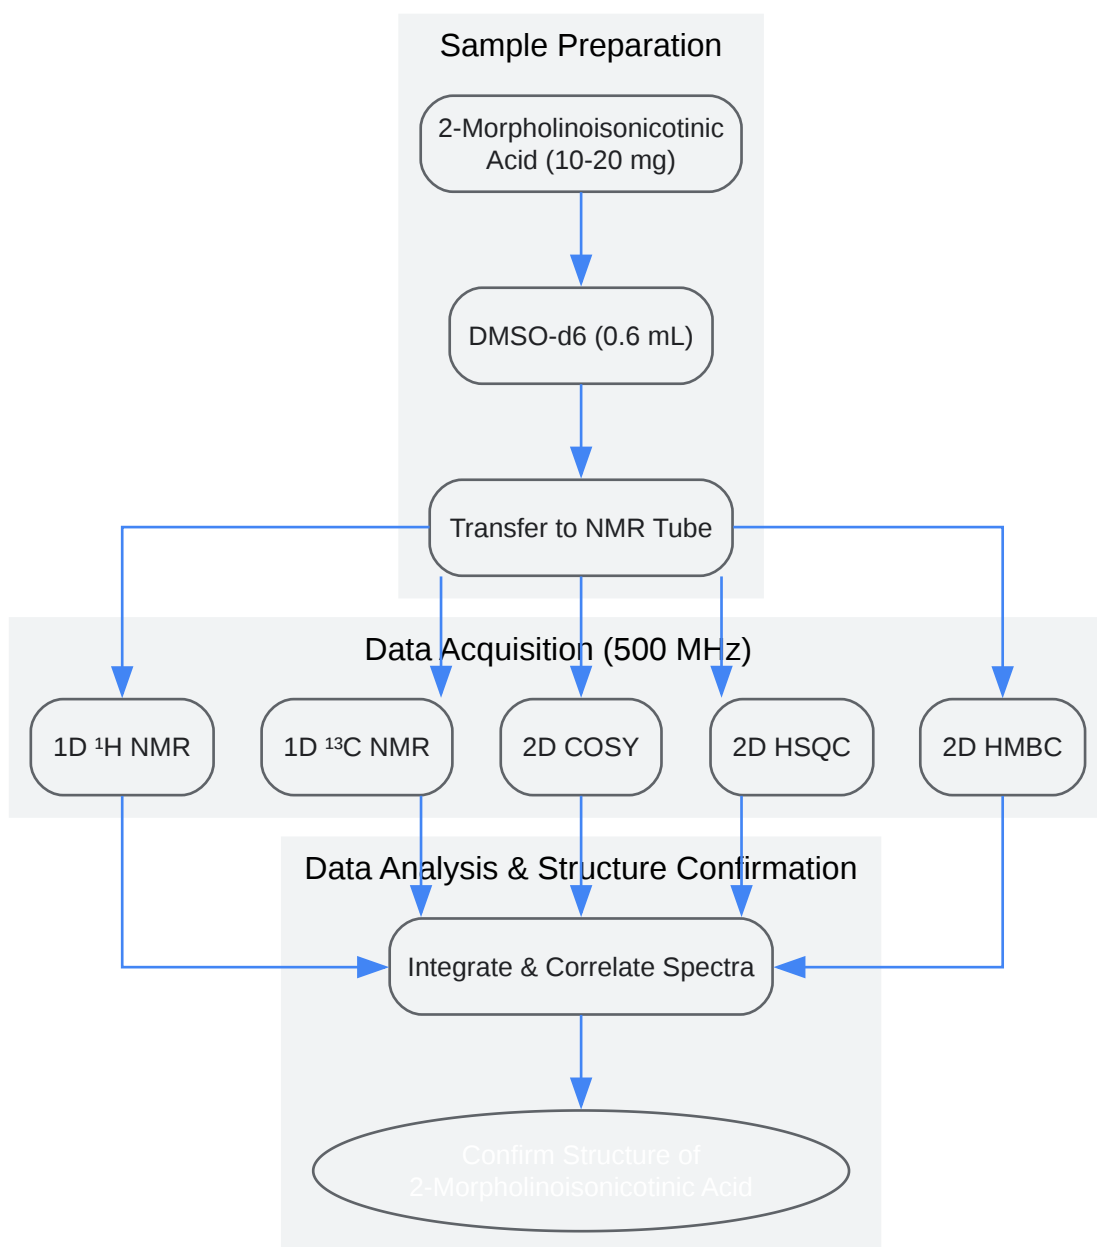 Sample Preparation
2-Morpholinoisonicotinic
Acid (10-20 mg)
DMSO-d6 (0.6 mL)
Transfer to NMR Tube
Data Acquisition (500 MHz)
1D ¹H NMR
1D ¹³C NMR
2D COSY
2D HSQC
2D HMBC
Data Analysis & Structure Confirmation
Integrate & Correlate Spectra
Confirm Structure of
2-Morpholinoisonicotinic Acid